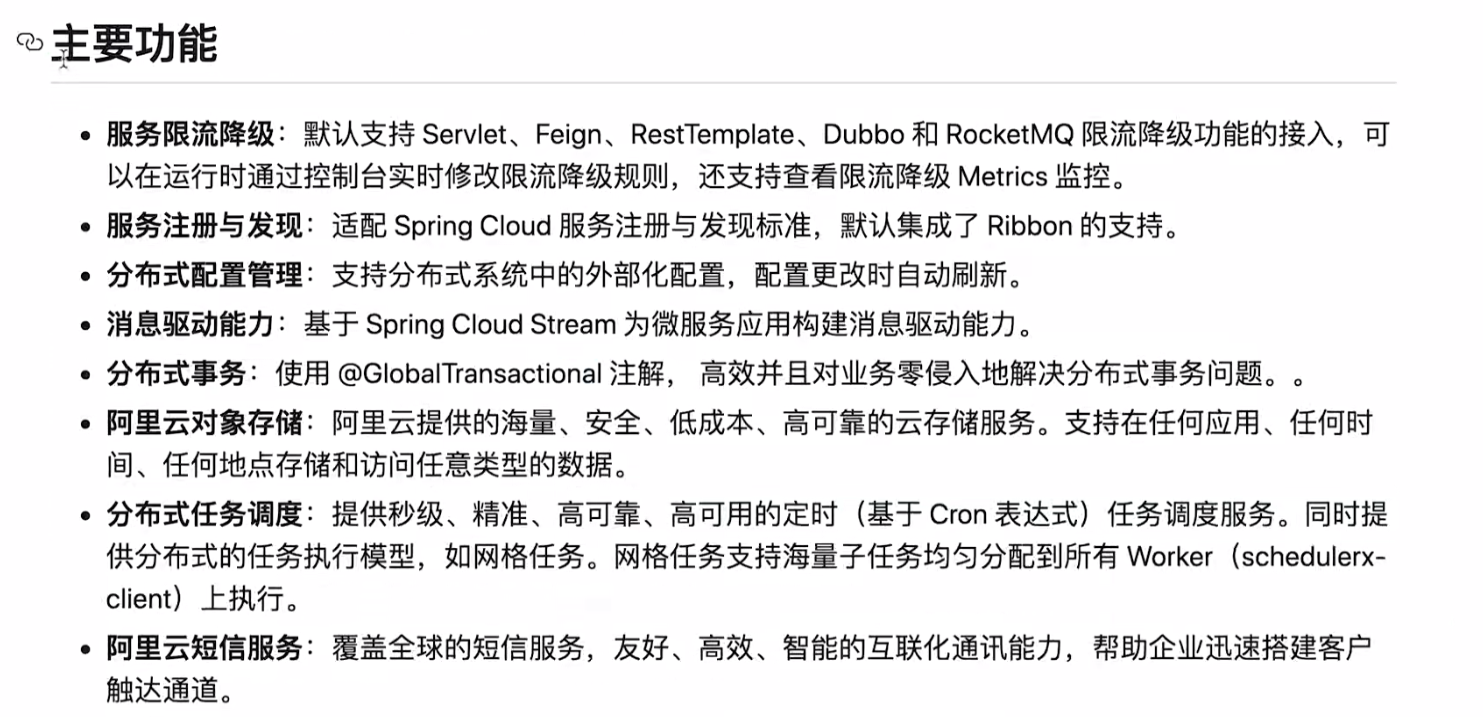 主要功能
服务限流降级：默认支持 Servlet、Feign、RestTemplate、Dubbo 和 RocketMQ 限流降级功能的接入，可
以在运行时通过控制台实时修改限流降级规则，还支持查看限流降级 Metrics 监控。
服务注册与发现：适配 Spring Cloud 服务注册与发现标准，默认集成了 Ribbon 的支持。
分布式配置管理：支持分布式系统中的外部化配置，配置更改时自动刷新。
消息驱动能力：基于 Spring Cloud Stream 为微服务应用构建消息驱动能力。
分布式事务：使用 @GlobalTransactional 注解， 高效并且对业务零侵入地解决分布式事务问题。。
阿里云对象存储：阿里云提供的海量、安全、低成本、高可靠的云存储服务。支持在任何应用、任何时
间、任何地点存储和访问任意类型的数据。
分布式任务调度：提供秒级、精准、高可靠、高可用的定时（基于 Cron 表达式）任务调度服务。同时提
供分布式的任务执行模型，如网格任务。网格任务支持海量子任务均匀分配到所有 Worker（schedulerx-
client）上执行。
阿里云短信服务：覆盖全球的短信服务，友好、高效、智能的互联化通讯能力，帮助企业迅速搭建客户
触达通道。